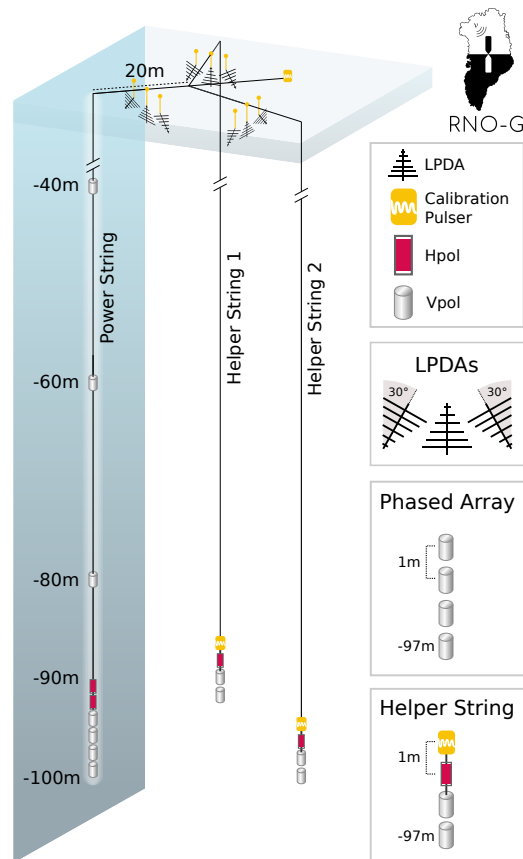 20m
-40m
-60m
-80m
-90m
-100m
Power String
Helper String 1
Helper String 2
RNO-G
LPDA
Calibration
Pulser
Hpol
Vpol
LPDAs
30°
30°
Phased Array
1m
-97m
Helper String
1m
-97m